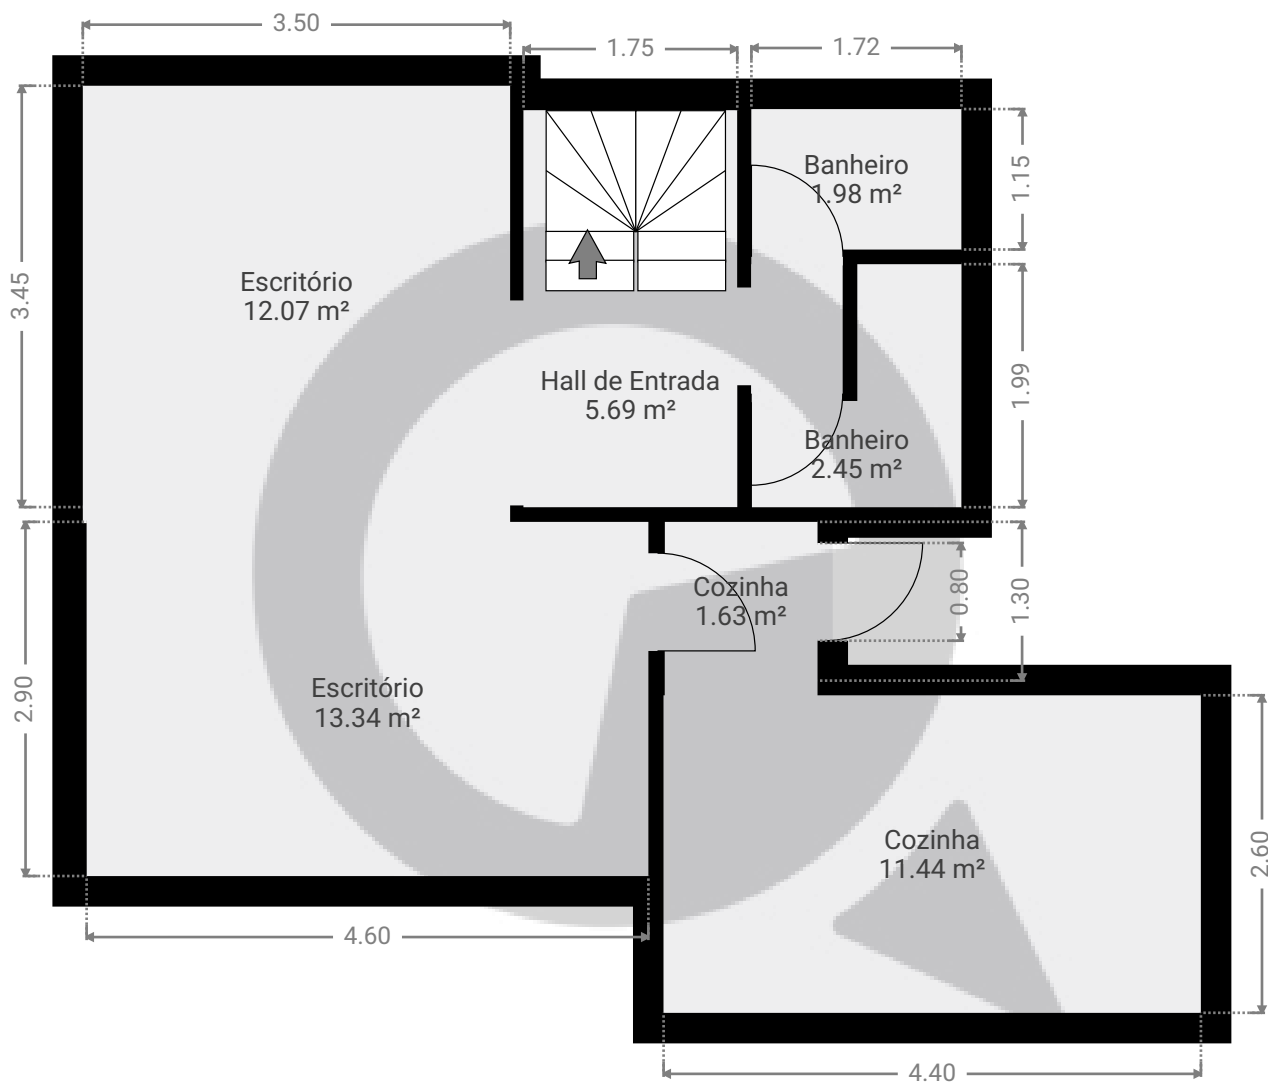 3.50
1.75
1.72
Banheiro
1.98 m²
1.15
Escritório
12.07 m²
3.45
Hall de Entrada
5.69 m²
1.99
Banheiro
2.45 m²
Cozinha
1.63 m²
0.80
1.30
Escritório
13.34 m²
2.90
Cozinha
11.44 m²
2.60
4.60
4.40